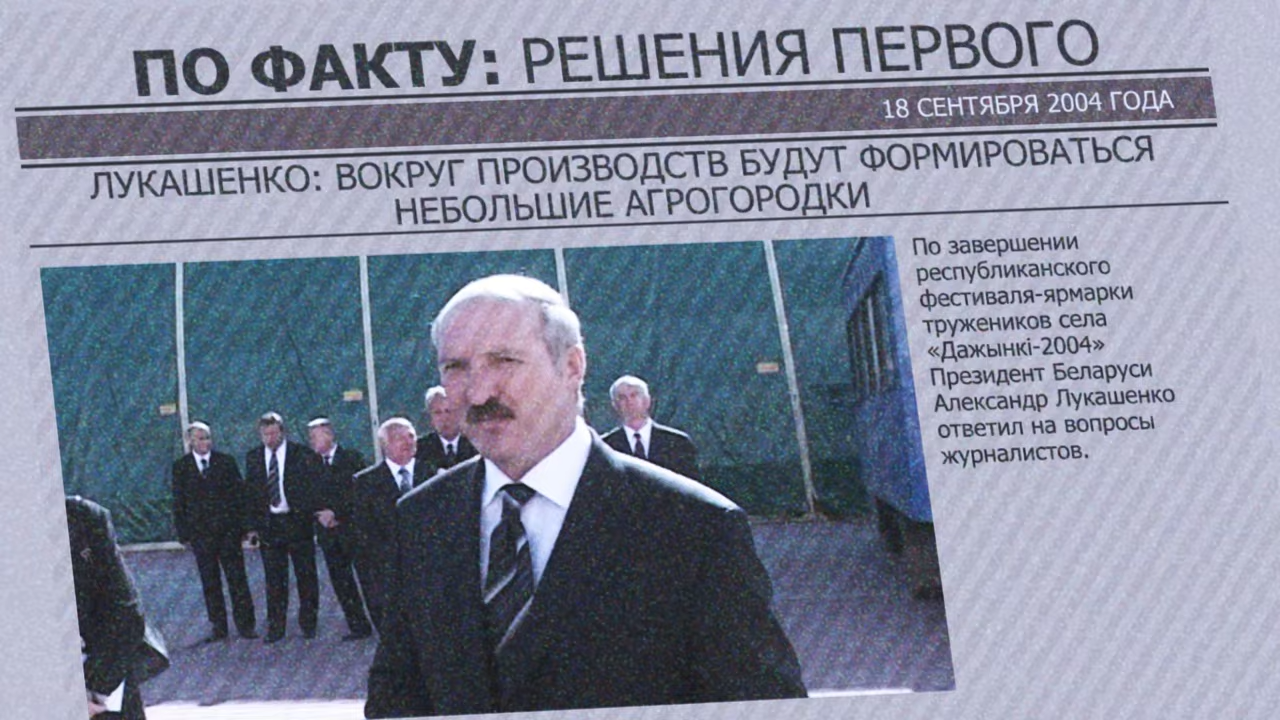 ПО ФАКТУ: РЕШЕНИЯ ПЕРВОГО
18 СЕНТЯБРЯ 2004 ГОДА
ЛУКАШЕНКО: ВОКРУГ ПРОИЗВОДСТВ БУДУТ ФОРМИРОВАТЬСЯ
НЕБОЛЬШИЕ АГРОГОРОДКИ
По завершении
республиканского
фестиваля-ярмарки
тружеников села
«Дажынкі-2004»
Президент Беларуси
Александр Лукашенко
ответил на вопросы
журналистов.